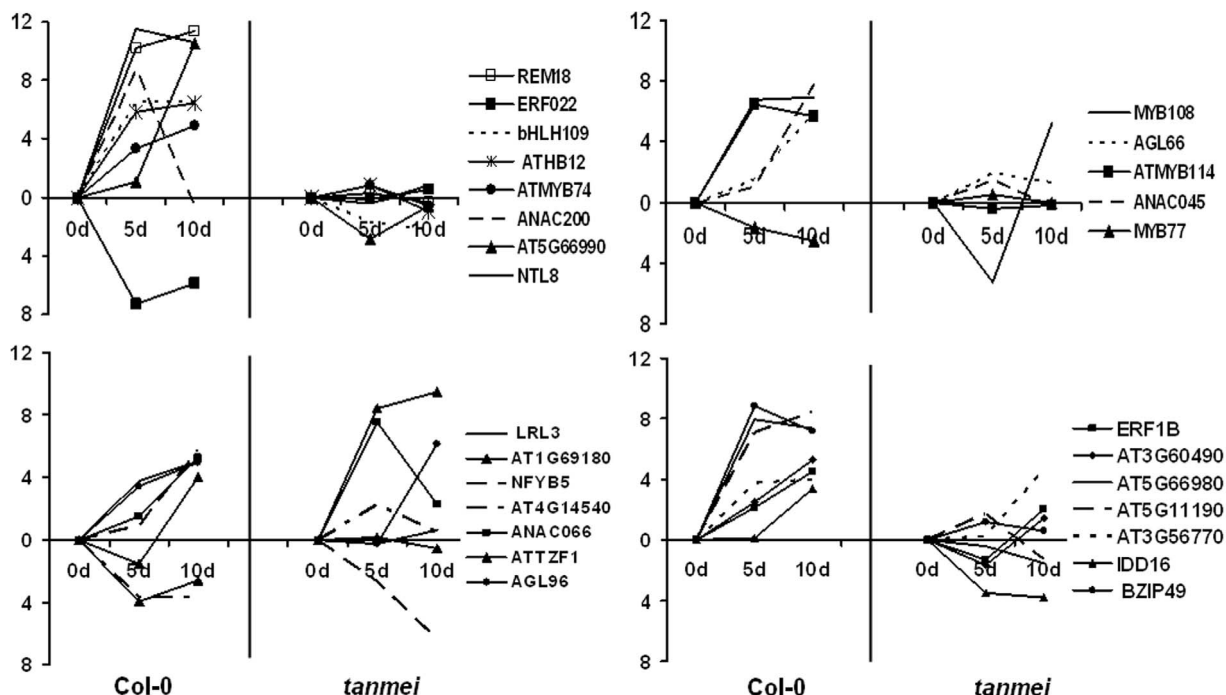 12
8
4
0
4
8
0d 5d 10d 0d 5d 10d
REM18
ERF022
bHLH109
ATHB12
ATMYB74
ANAC200
AT5G66990
NTL8
12
8
4
0
4
8
0d 5d 10d 0d 5d 10d
MYB108
AGL66
ATMYB114
ANAC045
MYB77
12
8
4
0
4
8
0d 5d 10d 0d 5d 10d
LRL3
AT1G69180
NFYB5
AT4G14540
ANAC066
ATTZF1
AGL96
Col-0 tanmei
12
8
4
0
4
8
0d 5d 10d 0d 5d 10d
ERF1B
AT3G60490
AT5G66980
AT5G11190
AT3G56770
IDD16
BZIP49
Col-0 tanmei